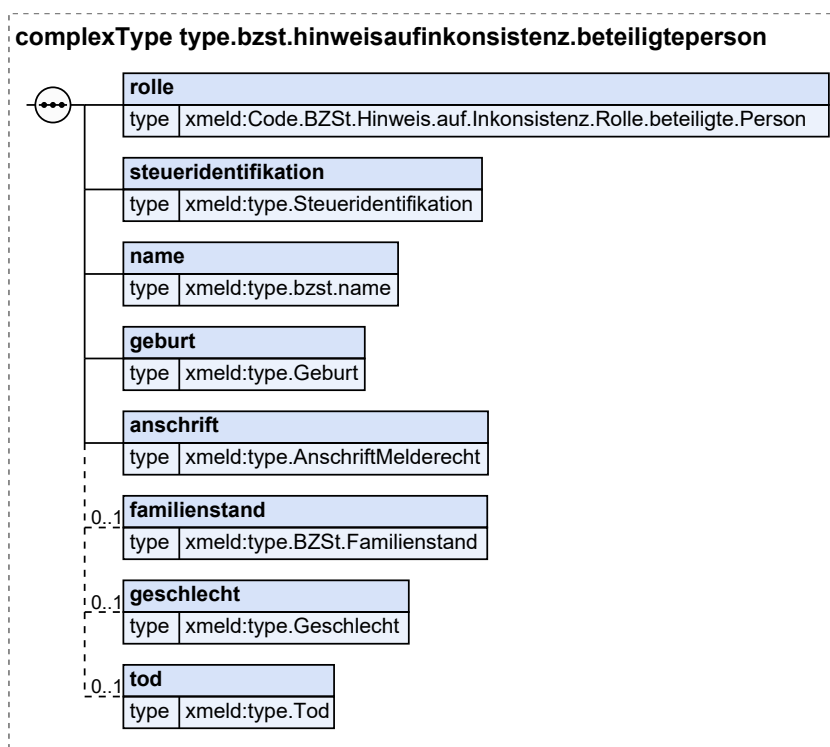 complexType type.bzst.hinweisaufinkonsistenz.beteiligteperson
rolle
type xmeld:Code.BZSt.Hinweis.auf.Inkonsistenz.Rolle.beteiligte.Person
steueridentifikation
type xmeld:type.Steueridentifikation
name
type xmeld:type.bzst.name
geburt
type xmeld:type.Geburt
anschrift
type xmeld:type.AnschriftMelderecht
0..1 familienstand
type xmeld:type.BZSt.Familienstand
0..1 geschlecht
type xmeld:type.Geschlecht
0..1 tod
type xmeld:type.Tod